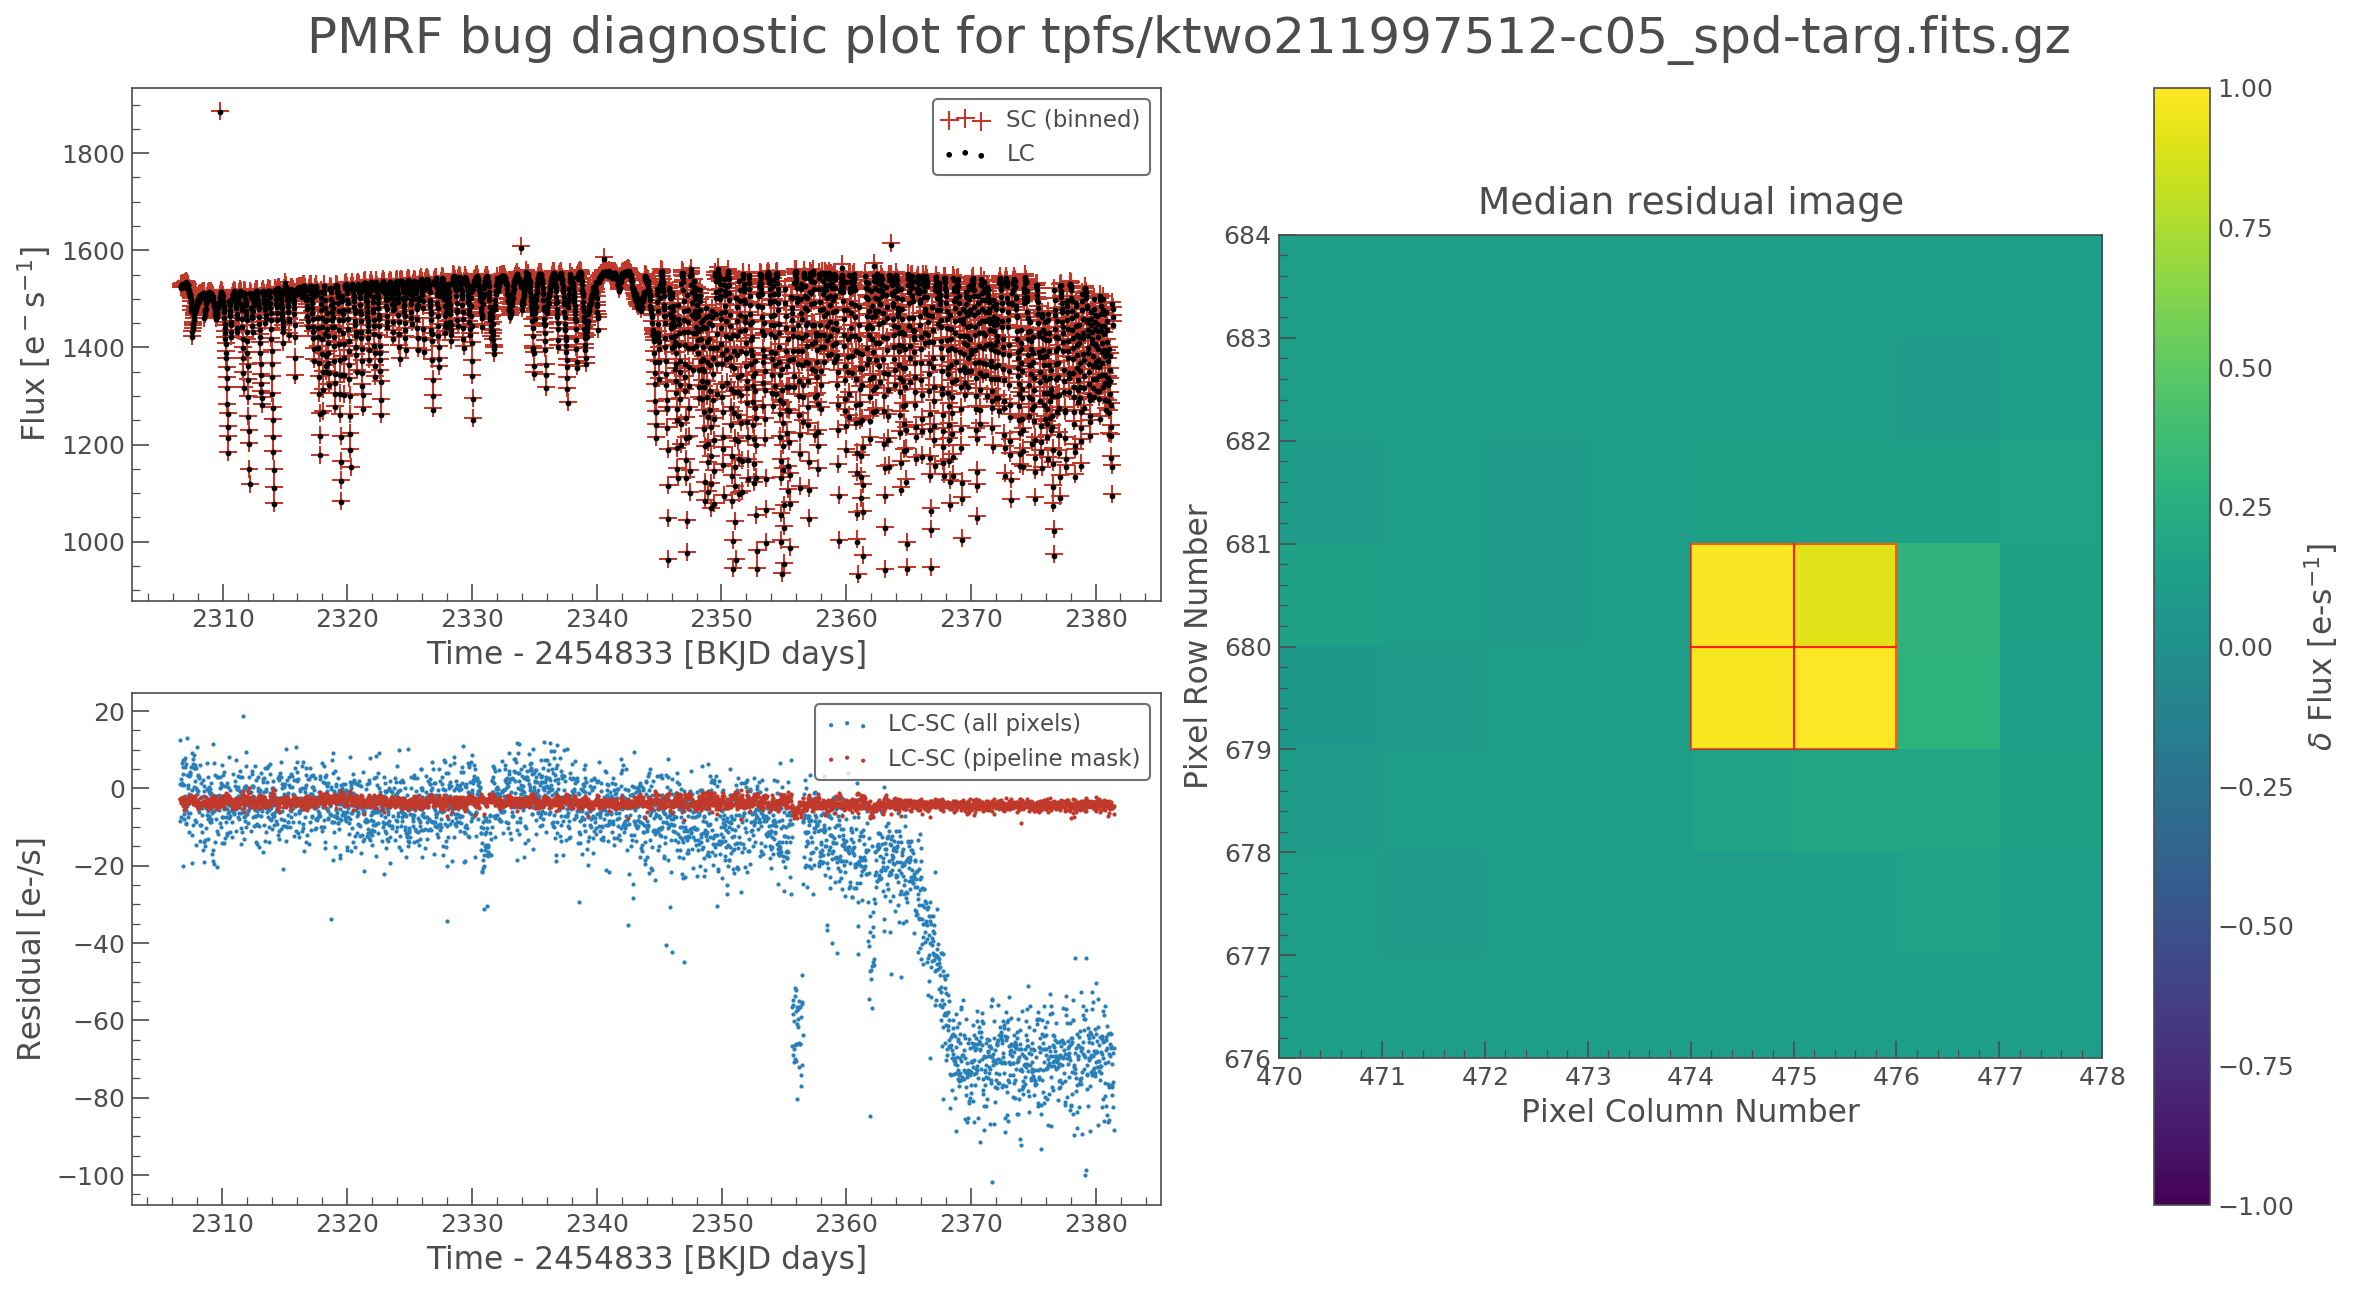 PMRF bug diagnostic plot for tpfs/ktwo211997512-c05_spd-targ.fits.gz
SC (binned)
LC
Flux [e⁻ s⁻¹]
1800
1600
1400
1200
1000
2310 2320 2330 2340 2350 2360 2370 2380
Time - 2454833 [BKJD days]
LC-SC (all pixels)
LC-SC (pipeline mask)
Residual [e-/s]
20
0
−20
−40
−60
−80
−100
2310 2320 2330 2340 2350 2360 2370 2380
Time - 2454833 [BKJD days]
Median residual image
Pixel Row Number
684
683
682
681
680
679
678
677
676
470 471 472 473 474 475 476 477 478
Pixel Column Number
1.00
0.75
0.50
0.25
0.00
−0.25
−0.50
−0.75
−1.00
δ Flux [e-s⁻¹]